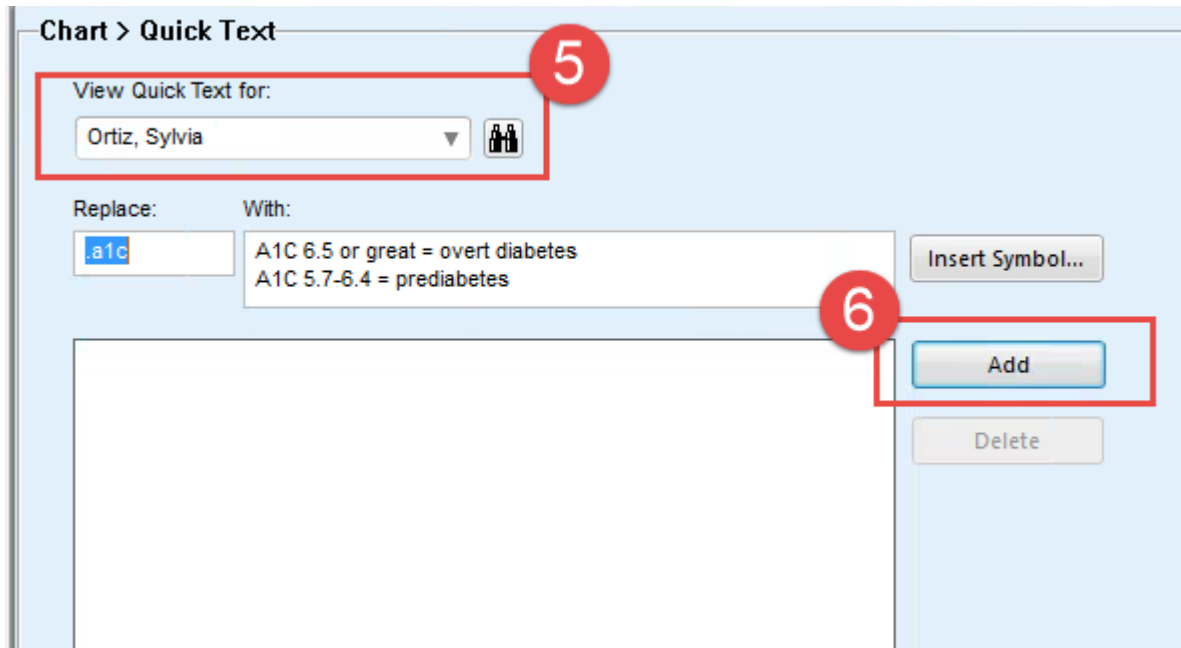 Chart > Quick Text
5
View Quick Text for:
Ortiz, Sylvia
Replace: With:
.a1c
A1C 6.5 or great = overt diabetes
A1C 5.7-6.4 = prediabetes
Insert Symbol...
6
Add
Delete